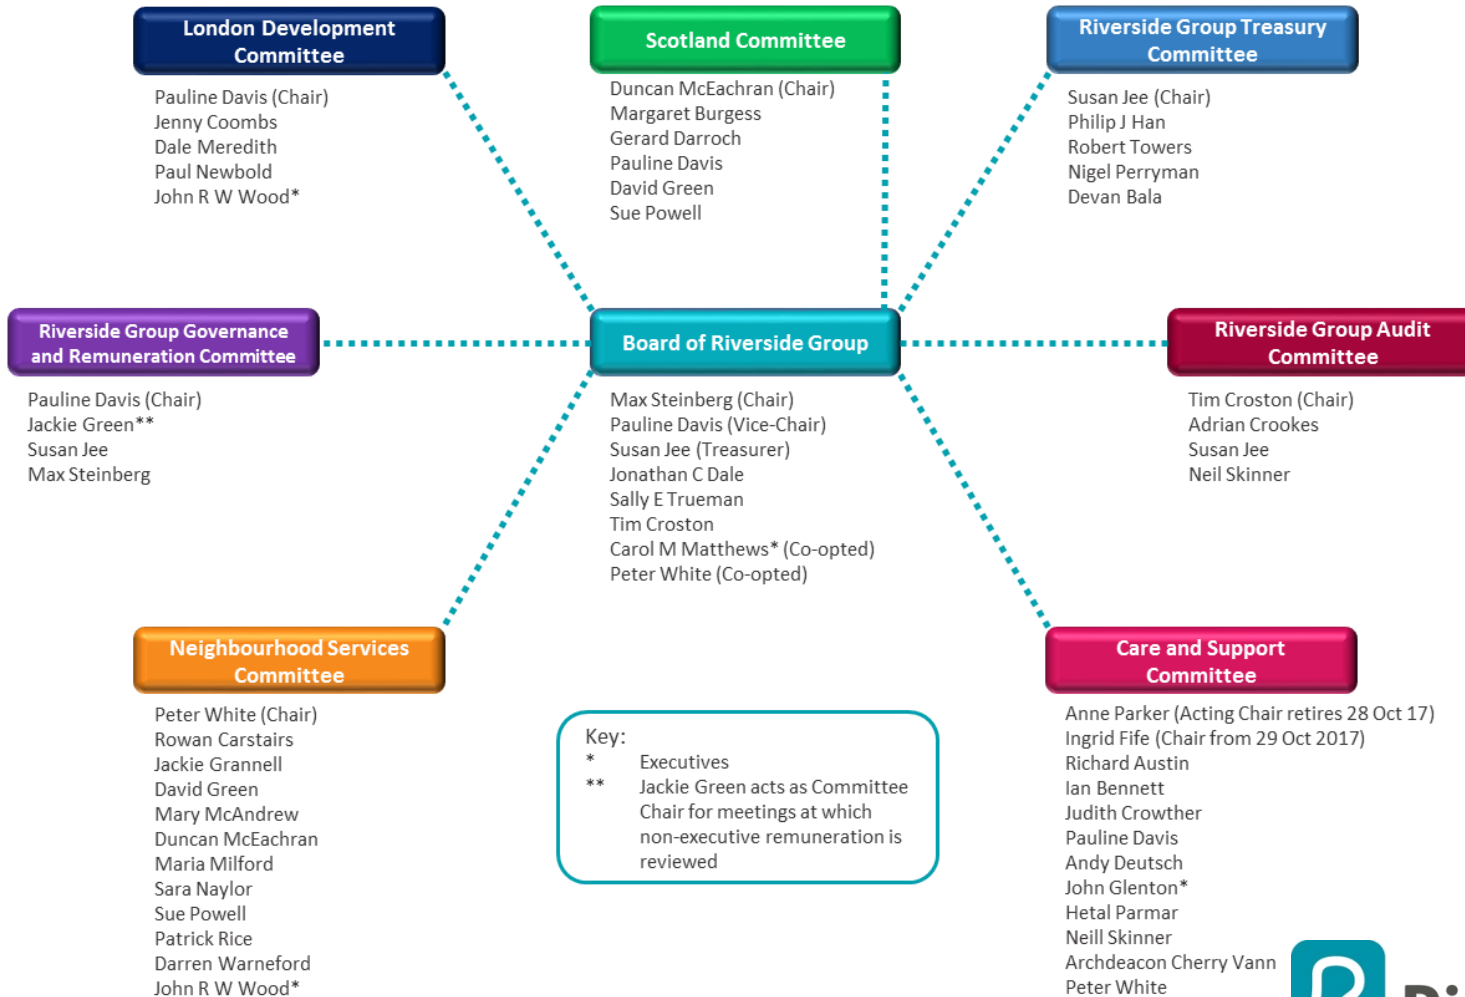 London Development
Committee
Pauline Davis (Chair)
Jenny Coombs
Dale Meredith
Paul Newbold
John R W Wood*
Scotland Committee
Duncan McEachran (Chair)
Margaret Burgess
Gerard Darroch
Pauline Davis
David Green
Sue Powell
Riverside Group Treasury
Committee
Susan Jee (Chair)
Philip J Han
Robert Towers
Nigel Perryman
Devan Bala
Riverside Group Governance
and Remuneration Committee
Pauline Davis (Chair)
Jackie Green**
Susan Jee
Max Steinberg
Board of Riverside Group
Max Steinberg (Chair)
Pauline Davis (Vice-Chair)
Susan Jee (Treasurer)
Jonathan C Dale
Sally E Trueman
Tim Croston
Carol M Matthews* (Co-opted)
Peter White (Co-opted)
Riverside Group Audit
Committee
Tim Croston (Chair)
Adrian Crookes
Susan Jee
Neil Skinner
Neighbourhood Services
Committee
Peter White (Chair)
Rowan Carstairs
Jackie Grannell
David Green
Mary McAndrew
Duncan McEachran
Maria Milford
Sara Naylor
Sue Powell
Patrick Rice
Darren Warneford
John R W Wood*
Key:
* Executives
** Jackie Green acts as Committee
Chair for meetings at which
non-executive remuneration is
reviewed
Care and Support
Committee
Anne Parker (Acting Chair retires 28 Oct 17)
Ingrid Fife (Chair from 29 Oct 2017)
Richard Austin
Ian Bennett
Judith Crowther
Pauline Davis
Andy Deutsch
John Glenton*
Hetal Parmar
Neill Skinner
Archdeacon Cherry Vann
Peter White